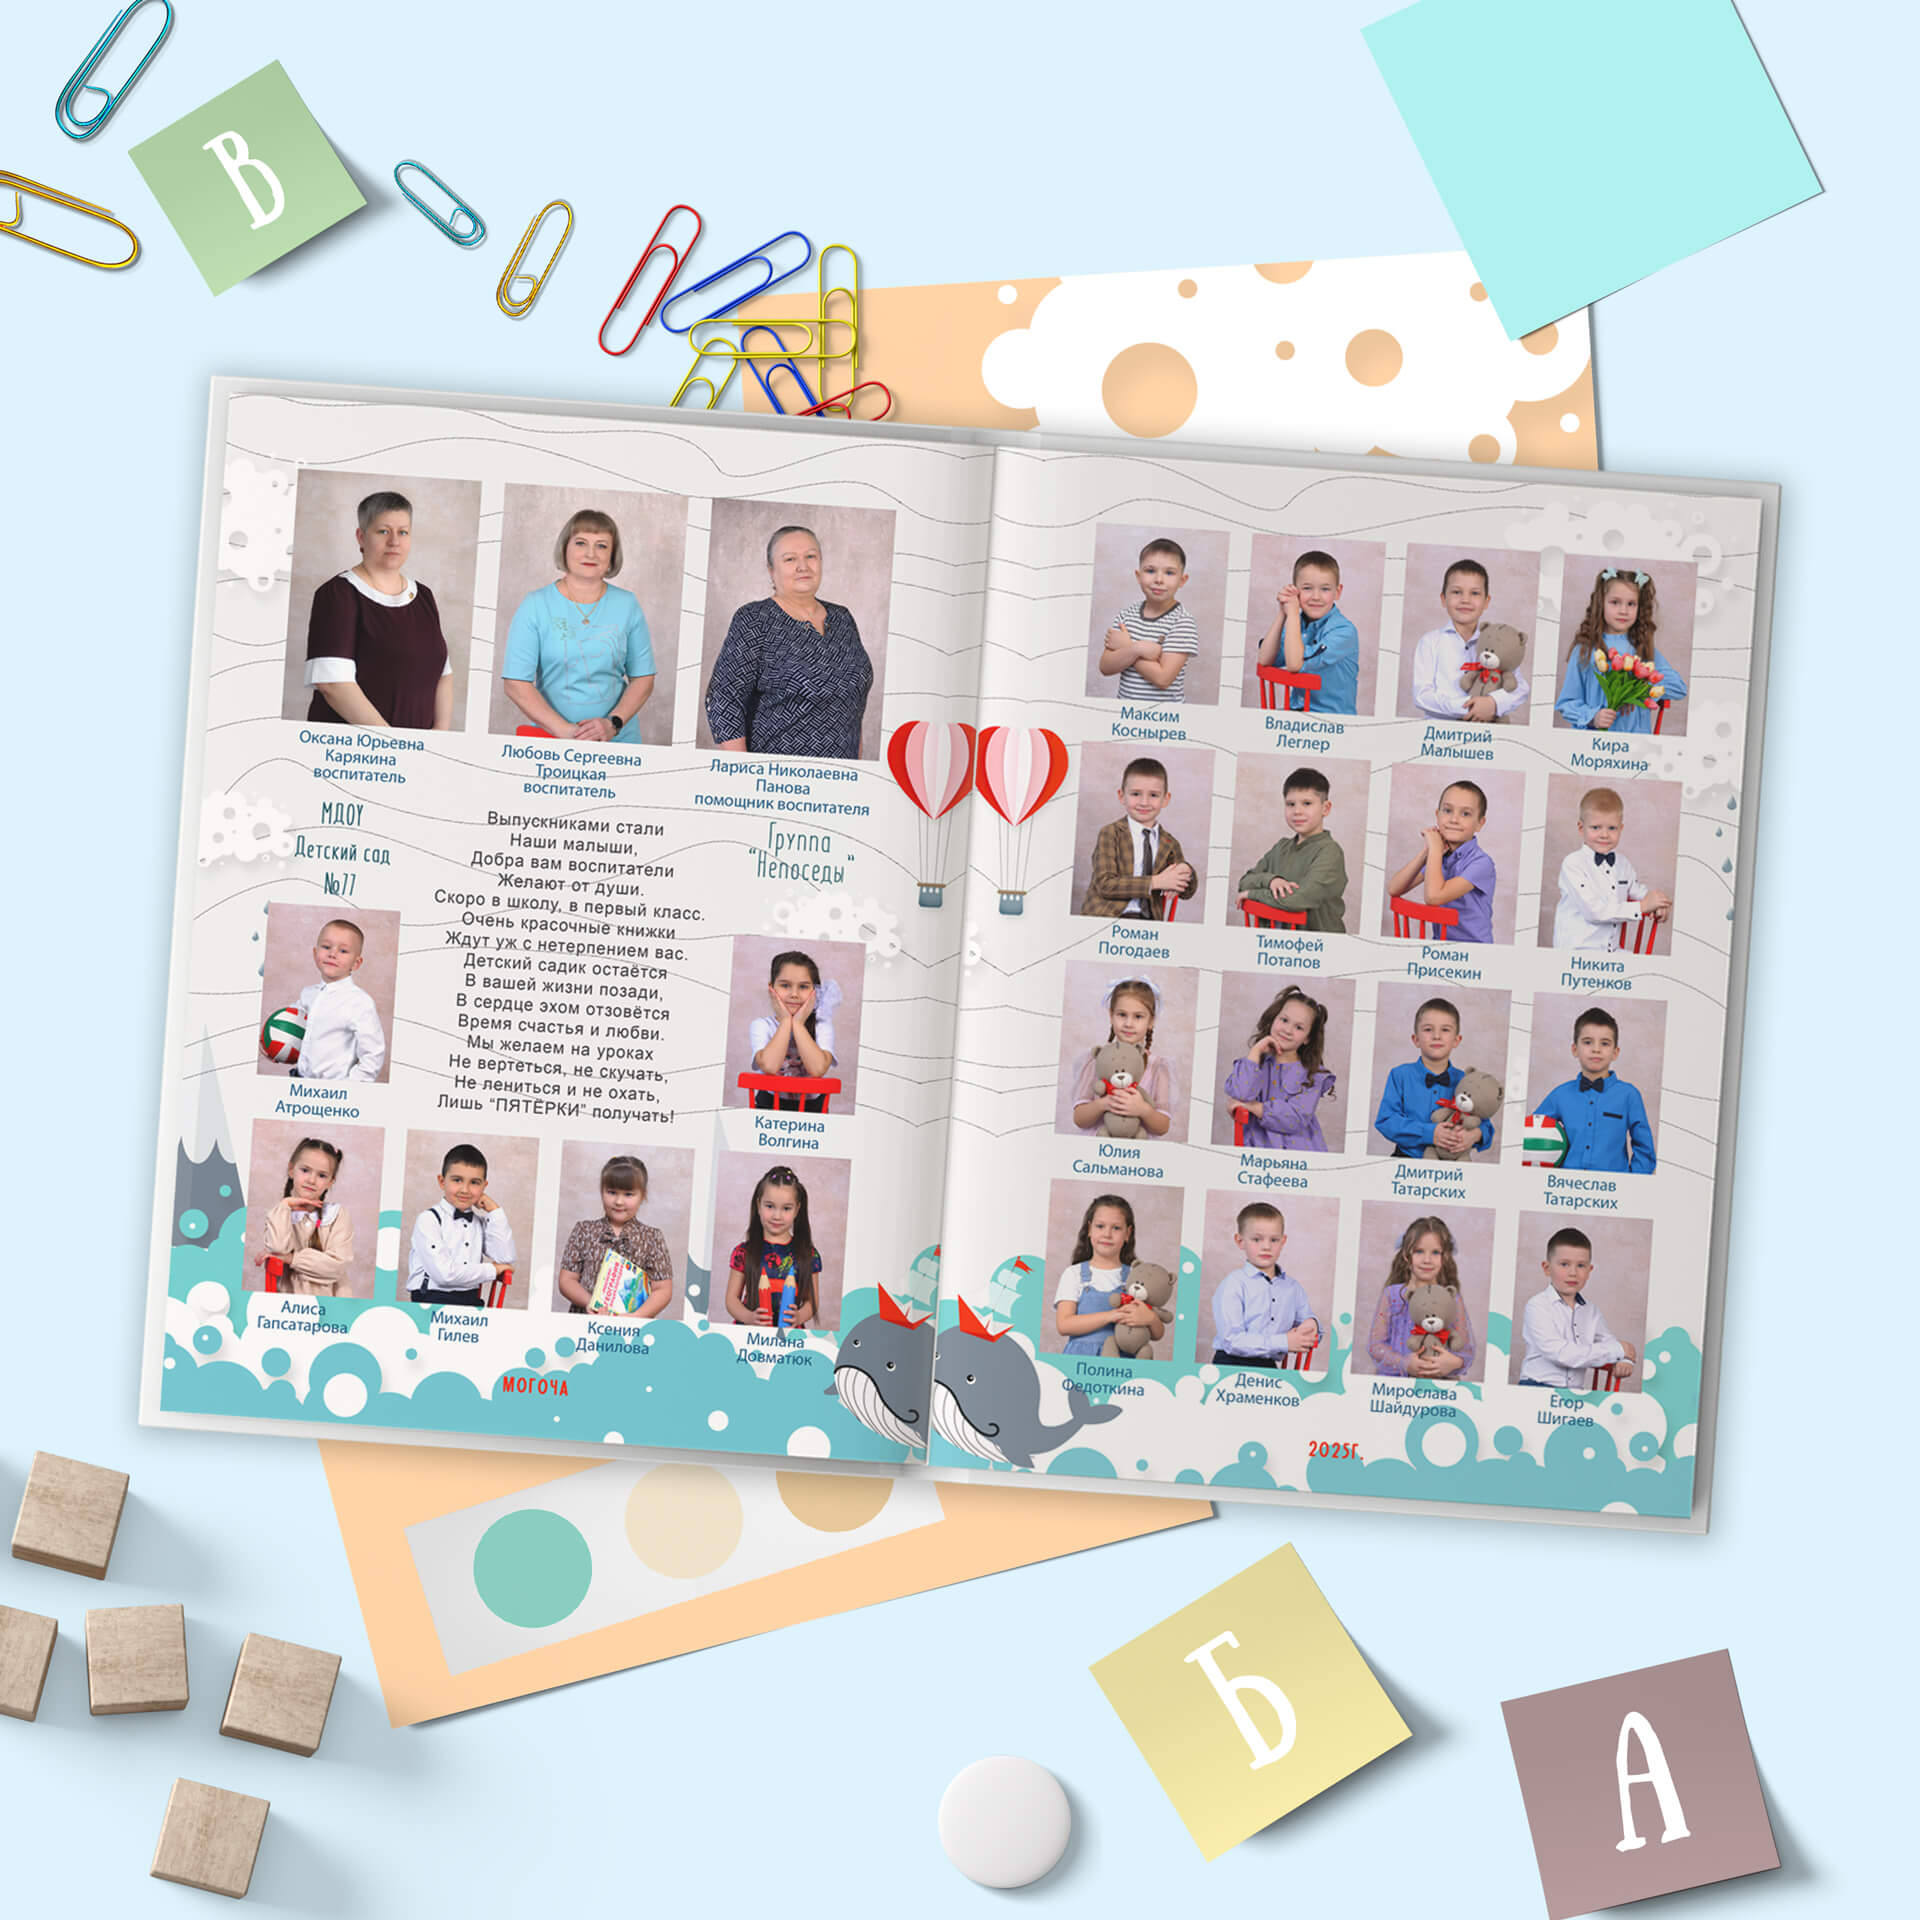 В
Оксана Юрьевна
Карякина
воспитатель
Любовь Сергеевна
Троицкая
воспитатель
Лариса Николаевна
Панова
помощник воспитателя
МДОУ
Детский сад
№77
Выпускниками стали
Наши малыши,
Добра вам воспитатели
Желают от души.
Скоро в школу, в первый класс.
Очень красочные книжки
Ждут уж с нетерпением вас.
Детский садик остаётся
В вашей жизни позади,
В сердце эхом отзовётся
Время счастья и любви.
Мы желаем на уроках
Не вертеться, не скучать,
Не лениться и не охать,
Лишь “ПЯТЁРКИ” получать!
Группа
“Непоседы”
Михаил
Атрощенко
Катерина
Волгина
Алиса
Гапсатарова
Михаил
Гилев
Ксения
Данилова
Милана
Довматюк
МОГОЧА
Максим
Коснырев
Владислав
Леглер
Дмитрий
Малышев
Кира
Моряхина
Роман
Погодаев
Тимофей
Потапов
Роман
Присекин
Никита
Путенков
Юлия
Сальманова
Марьяна
Стафеева
Дмитрий
Татарских
Вячеслав
Татарских
Полина
Федоткина
Денис
Храменков
Мирослава
Шайдурова
Егор
Шигаев
2025г.
Б
А